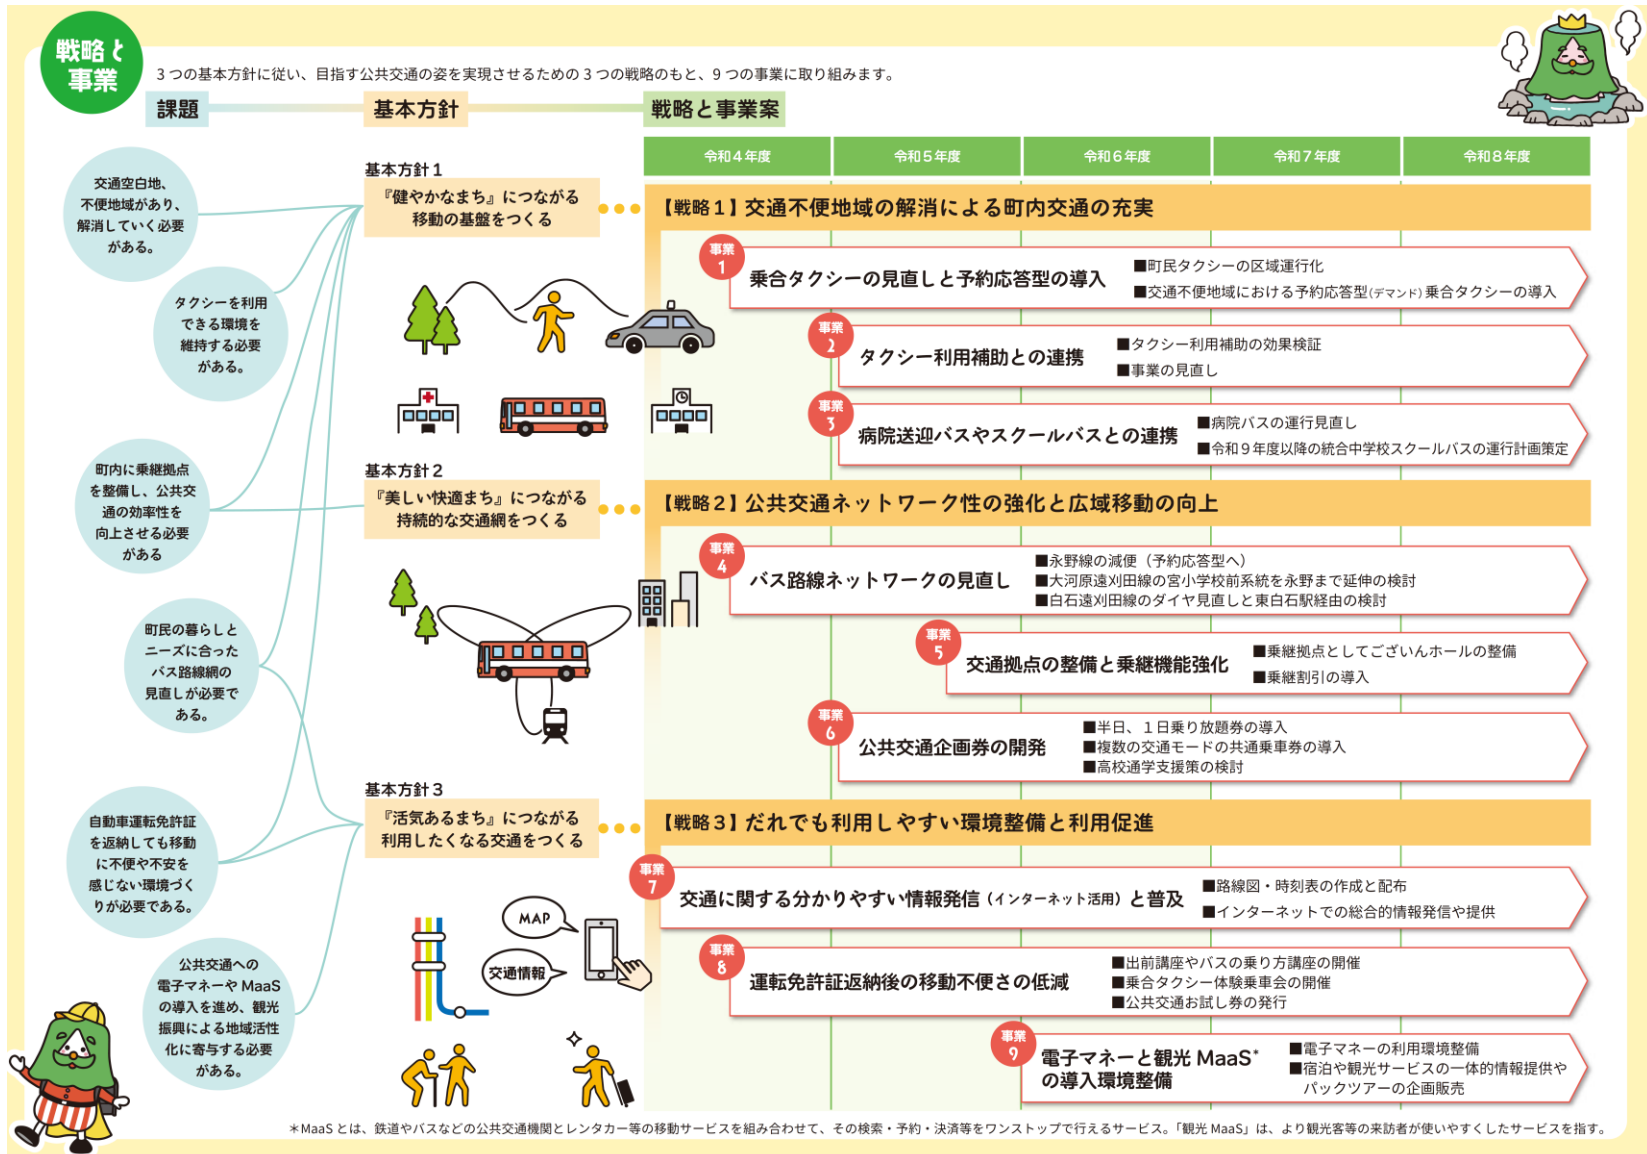 戦略と
事業
3つの基本方針に従い、目指す公共交通の姿を実現させるための3つの戦略のもと、9つの事業に取り組みます。
課題
基本方針
戦略と事業案
令和4年度
令和5年度
令和6年度
令和7年度
令和8年度
交通空白地、
不便地域があり、
解消していく必要
がある。
タクシーを利用
できる環境を
維持する必要
がある。
町内に乗継拠点
を整備し、公共交
通の効率性を
向上させる必要
がある
町民の暮らしと
ニーズに合った
バス路線網の
見直しが必要で
ある。
自動車運転免許証
を返納しても移動
に不便や不安を
感じない環境づく
りが必要である。
公共交通への
電子マネーや MaaS
の導入を進め、観光
振興による地域活性
化に寄与する必要
がある。
基本方針1
『健やかなまち』につながる
移動の基盤をつくる
【戦略1】交通不便地域の解消による町内交通の充実
事業
1
乗合タクシーの見直しと予約応答型の導入
■町民タクシーの区域運行化
■交通不便地域における予約応答型(デマンド)乗合タクシーの導入
事業
2
タクシー利用補助との連携
■タクシー利用補助の効果検証
■事業の見直し
事業
3
病院送迎バスやスクールバスとの連携
■病院バスの運行見直し
■令和9年度以降の統合中学校スクールバスの運行計画策定
基本方針2
『美しい快適まち』につながる
持続的な交通網をつくる
【戦略2】公共交通ネットワーク性の強化と広域移動の向上
事業
4
バス路線ネットワークの見直し
■永野線の減便（予約応答型へ）
■大河原遠刈田線の宮小学校前系統を永野まで延伸の検討
■白石遠刈田線のダイヤ見直しと東白石駅経由の検討
事業
5
交通拠点の整備と乗継機能強化
■乗継拠点としてございんホールの整備
■乗継割引の導入
事業
6
公共交通企画券の開発
■半日、1日乗り放題券の導入
■複数の交通モードの共通乗車券の導入
■高校通学支援策の検討
基本方針3
『活気あるまち』につながる
利用したくなる交通をつくる
【戦略3】だれでも利用しやすい環境整備と利用促進
事業
7
交通に関する分かりやすい情報発信（インターネット活用）と普及
■路線図・時刻表の作成と配布
■インターネットでの総合的情報発信や提供
MAP
交通情報
事業
8
運転免許証返納後の移動不便さの低減
■出前講座やバスの乗り方講座の開催
■乗合タクシー体験乗車会の開催
■公共交通お試し券の発行
事業
9
電子マネーと観光 MaaS*
の導入環境整備
■電子マネーの利用環境整備
■宿泊や観光サービスの一体的情報提供や
パックツアーの企画販売
＊MaaS とは、鉄道やバスなどの公共交通機関とレンタカー等の移動サービスを組み合わせて、その検索・予約・決済等をワンストップで行えるサービス。「観光 MaaS」は、より観光客等の来訪者が使いやすくしたサービスを指す。